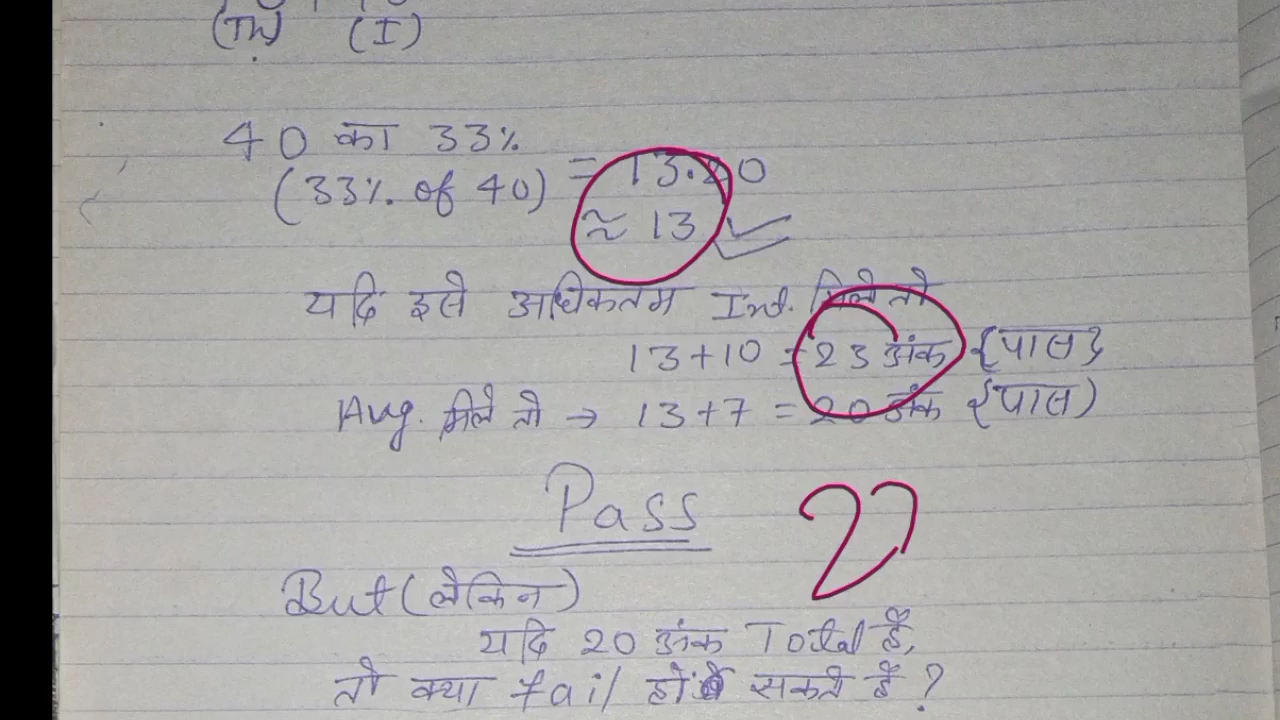 (Th) (I)
40 का 33%
(33% of 40) = 13.20
≈ 13
यदि इसे अधिकतम Int. मिले तो
13+10 = 23 अंक {पास}
Avg. मिले तो → 13+7 = 20 अंक {पास)
Pass
But (लेकिन)
यदि 20 अंक Total हैं,
तो क्या fail हो सकते हैं ?